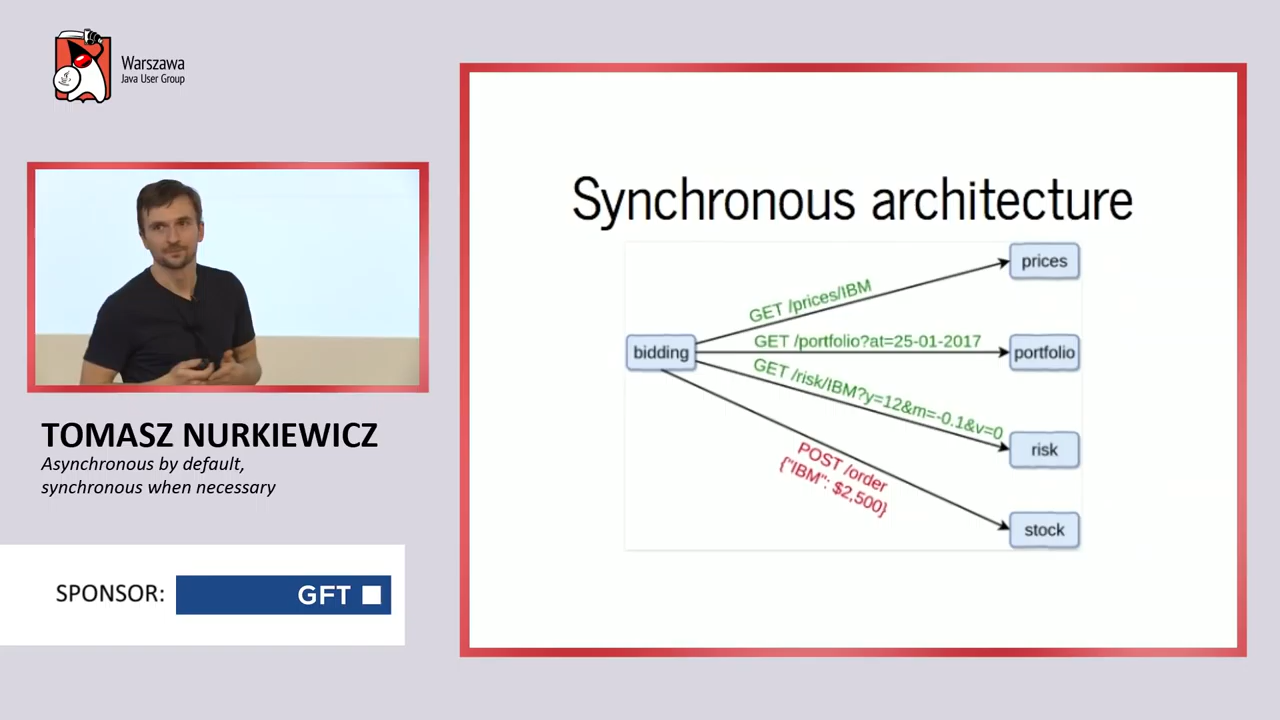 Warszawa
Java User Group
TOMASZ NURKIEWICZ
Asynchronous by default,
synchronous when necessary
SPONSOR:
GFT
Synchronous architecture
bidding
GET /prices/IBM
prices
GET /portfolio?at=25-01-2017
portfolio
GET /risk/IBM?y=12&m=-0.1&v=0
risk
POST /order
{"IBM": $2,500}
stock